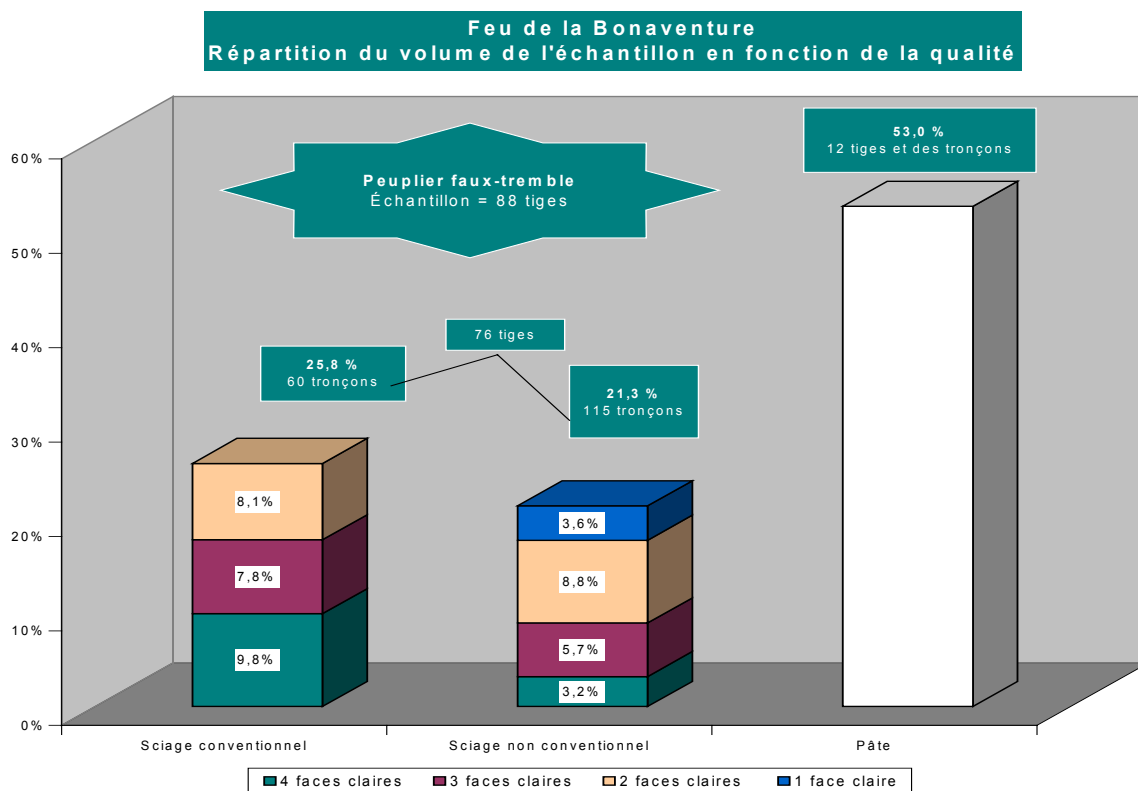 Feu de la Bonaventure
Répartition du volume de l'échantillon en fonction de la qualité
53,0 %
12 tiges et des tronçons
Peuplier faux-tremble
Échantillon = 88 tiges
76 tiges
25,8 %
60 tronçons
21,3 %
115 tronçons
60%
50%
40%
30%
20%
10%
0%
8,1%
7,8%
9,8%
3,6%
8,8%
5,7%
3,2%
Sciage conventionnel
Sciage non conventionnel
Pâte
4 faces claires
3 faces claires
2 faces claires
1 face claire